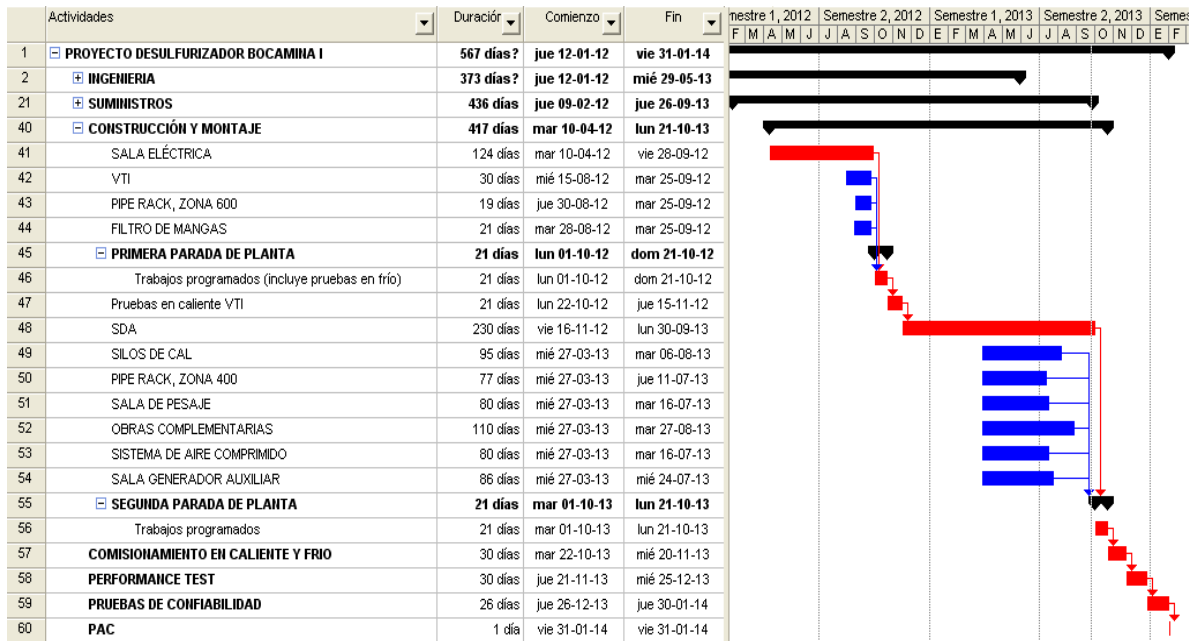 Actividades Duración Comienzo Fin mestre 1, 2012 Semestre 2, 2012 Semestre 1, 2013 Semestre 2, 2013 Semes
F M A M J J A S O N D E F M A M J J A S O N D E F
1 PROYECTO DESULFURIZADOR BOCAMINA I 567 días? jue 12-01-12 vie 31-01-14
2 INGENIERIA 373 días? jue 12-01-12 mié 29-05-13
21 SUMINISTROS 436 días jue 09-02-12 jue 26-09-13
40 CONSTRUCCIÓN Y MONTAJE 417 días mar 10-04-12 lun 21-10-13
41 SALA ELÉCTRICA 124 días mar 10-04-12 vie 28-09-12
42 VTI 30 días mié 15-08-12 mar 25-09-12
43 PIPE RACK, ZONA 600 19 días jue 30-08-12 mar 25-09-12
44 FILTRO DE MANGAS 21 días mar 28-08-12 mar 25-09-12
45 PRIMERA PARADA DE PLANTA 21 días lun 01-10-12 dom 21-10-12
46 Trabajos programados (incluye pruebas en frío) 21 días lun 01-10-12 dom 21-10-12
47 Pruebas en caliente VTI 21 días lun 22-10-12 jue 15-11-12
48 SDA 230 días vie 16-11-12 lun 30-09-13
49 SILOS DE CAL 95 días mié 27-03-13 mar 06-08-13
50 PIPE RACK, ZONA 400 77 días mié 27-03-13 jue 11-07-13
51 SALA DE PESAJE 80 días mié 27-03-13 mar 16-07-13
52 OBRAS COMPLEMENTARIAS 110 días mié 27-03-13 mar 27-08-13
53 SISTEMA DE AIRE COMPRIMIDO 80 días mié 27-03-13 mar 16-07-13
54 SALA GENERADOR AUXILIAR 86 días mié 27-03-13 mié 24-07-13
55 SEGUNDA PARADA DE PLANTA 21 días mar 01-10-13 lun 21-10-13
56 Trabajos programados 21 días mar 01-10-13 lun 21-10-13
57 COMISIONAMIENTO EN CALIENTE Y FRIO 30 días mar 22-10-13 mié 20-11-13
58 PERFORMANCE TEST 30 días jue 21-11-13 mié 25-12-13
59 PRUEBAS DE CONFIABILIDAD 26 días jue 26-12-13 jue 30-01-14
60 PAC 1 día vie 31-01-14 vie 31-01-14